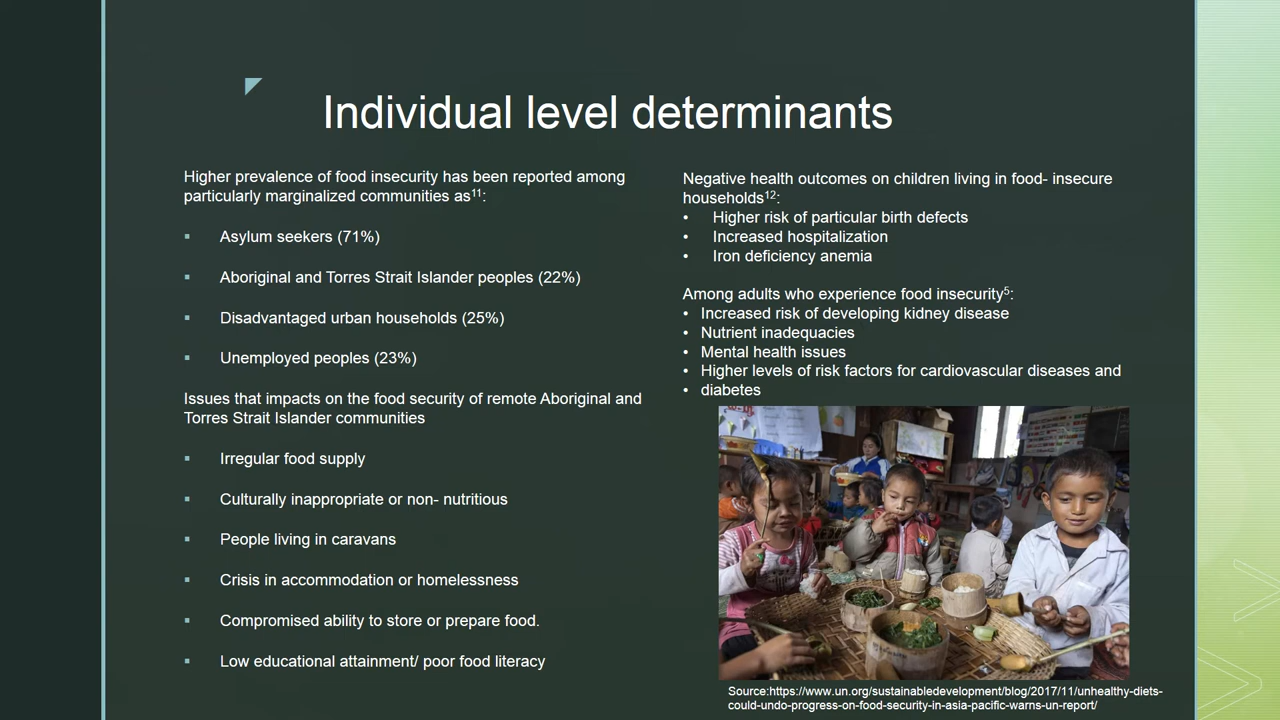 Individual level determinants
Higher prevalence of food insecurity has been reported among
particularly marginalized communities as¹¹:
▪ Asylum seekers (71%)
▪ Aboriginal and Torres Strait Islander peoples (22%)
▪ Disadvantaged urban households (25%)
▪ Unemployed peoples (23%)
Issues that impacts on the food security of remote Aboriginal and
Torres Strait Islander communities
▪ Irregular food supply
▪ Culturally inappropriate or non- nutritious
▪ People living in caravans
▪ Crisis in accommodation or homelessness
▪ Compromised ability to store or prepare food.
▪ Low educational attainment/ poor food literacy
Negative health outcomes on children living in food- insecure
households¹²:
• Higher risk of particular birth defects
• Increased hospitalization
• Iron deficiency anemia
Among adults who experience food insecurity⁵:
• Increased risk of developing kidney disease
• Nutrient inadequacies
• Mental health issues
• Higher levels of risk factors for cardiovascular diseases and
• diabetes
Source:https://www.un.org/sustainabledevelopment/blog/2017/11/unhealthy-diets-
could-undo-progress-on-food-security-in-asia-pacific-warns-un-report/